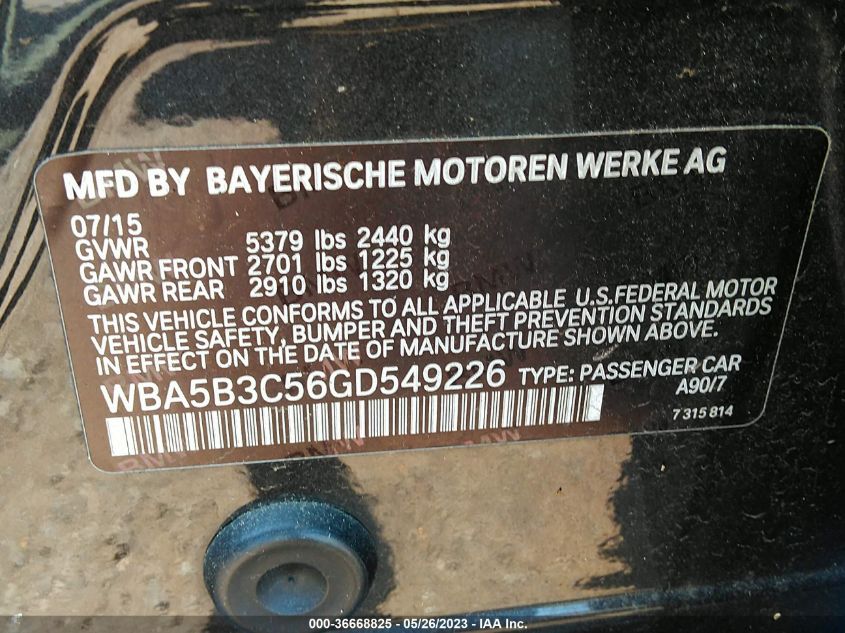 MFD BY BAYERISCHE MOTOREN WERKE AG
07/15
GVWR 5379 lbs 2440 kg
GAWR FRONT 2701 lbs 1225 kg
GAWR REAR 2910 lbs 1320 kg
THIS VEHICLE CONFORMS TO ALL APPLICABLE U.S.FEDERAL MOTOR
VEHICLE SAFETY, BUMPER AND THEFT PREVENTION STANDARDS
IN EFFECT ON THE DATE OF MANUFACTURE SHOWN ABOVE.
WBA5B3C56GD549226 TYPE: PASSENGER CAR
A90/7
7 315 814
000-36668825 - 05/26/2023 - IAA Inc.